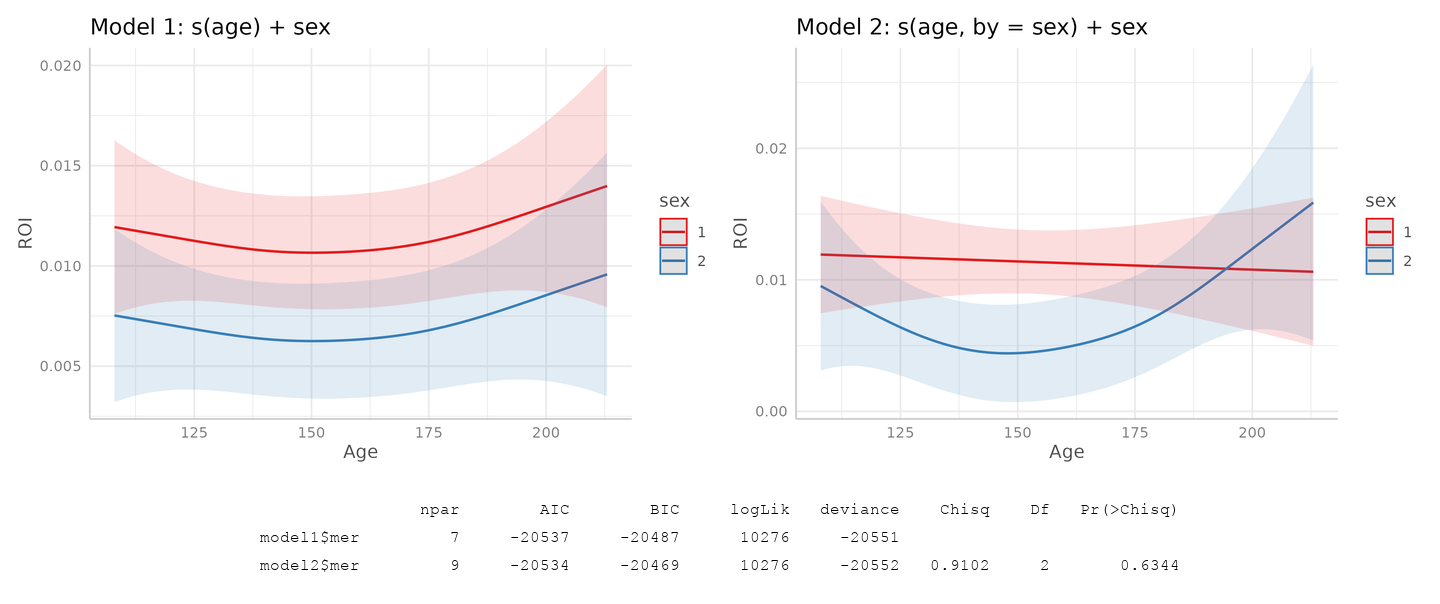 Model 1: s(age) + sex
0.020
0.015
0.010
0.005
ROI
125 150 175 200
Age
sex
1
2
Model 2: s(age, by = sex) + sex
0.02
0.01
0.00
ROI
125 150 175 200
Age
sex
1
2
npar AIC BIC logLik deviance Chisq Df Pr(>Chisq)
model1$mer 7 -20537 -20487 10276 -20551
model2$mer 9 -20534 -20469 10276 -20552 0.9102 2 0.6344